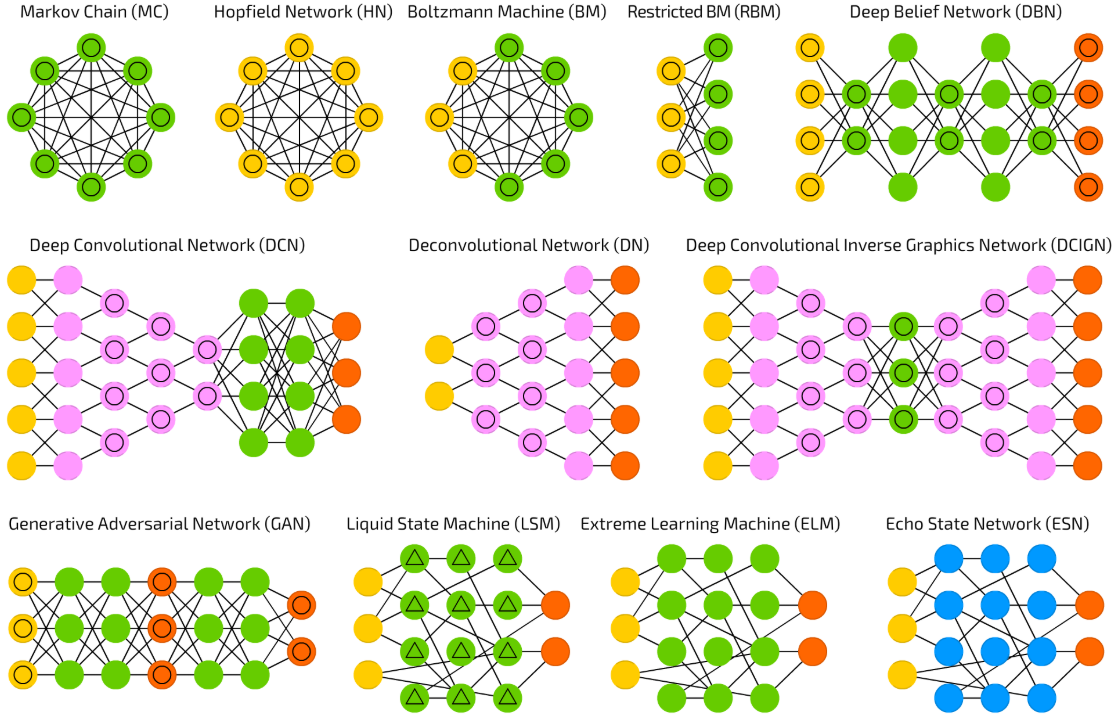 Markov Chain (MC)
Hopfield Network (HN)
Boltzmann Machine (BM)
Restricted BM (RBM)
Deep Belief Network (DBN)
Deep Convolutional Network (DCN)
Deconvolutional Network (DN)
Deep Convolutional Inverse Graphics Network (DCIGN)
Generative Adversarial Network (GAN)
Liquid State Machine (LSM)
Extreme Learning Machine (ELM)
Echo State Network (ESN)